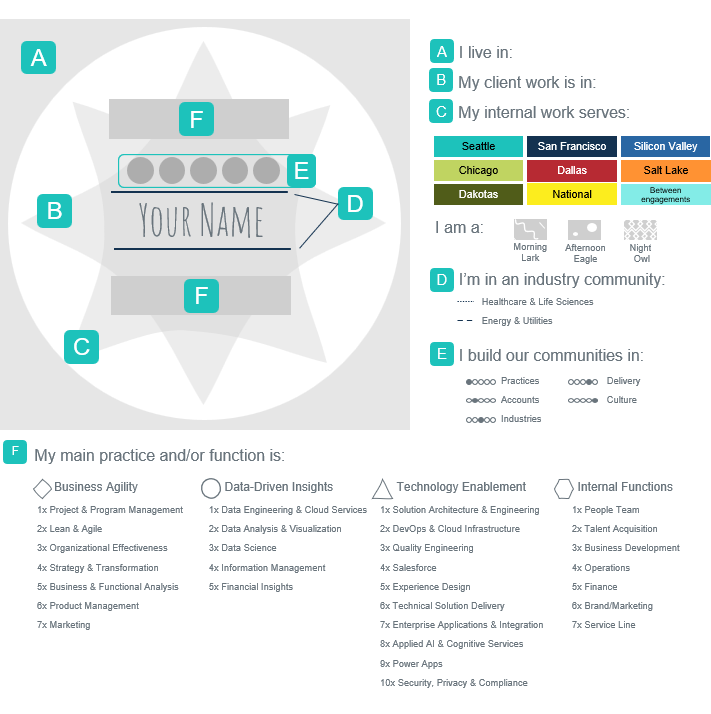 A
F
E
D
B
YOUR NAME
F
C
A I live in:
B My client work is in:
C My internal work serves:
Seattle San Francisco Silicon Valley
Chicago Dallas Salt Lake
Dakotas National Between
engagements
I am a:
Morning
Lark
Afternoon
Eagle
Night
Owl
D I'm in an industry community:
Healthcare & Life Sciences
Energy & Utilities
E I build our communities in:
Practices Delivery
Accounts Culture
Industries
F My main practice and/or function is:
Business Agility
1x Project & Program Management
2x Lean & Agile
3x Organizational Effectiveness
4x Strategy & Transformation
5x Business & Functional Analysis
6x Product Management
7x Marketing
Data-Driven Insights
1x Data Engineering & Cloud Services
2x Data Analysis & Visualization
3x Data Science
4x Information Management
5x Financial Insights
Technology Enablement
1x Solution Architecture & Engineering
2x DevOps & Cloud Infrastructure
3x Quality Engineering
4x Salesforce
5x Experience Design
6x Technical Solution Delivery
7x Enterprise Applications & Integration
8x Applied AI & Cognitive Services
9x Power Apps
10x Security, Privacy & Compliance
Internal Functions
1x People Team
2x Talent Acquisition
3x Business Development
4x Operations
5x Finance
6x Brand/Marketing
7x Service Line